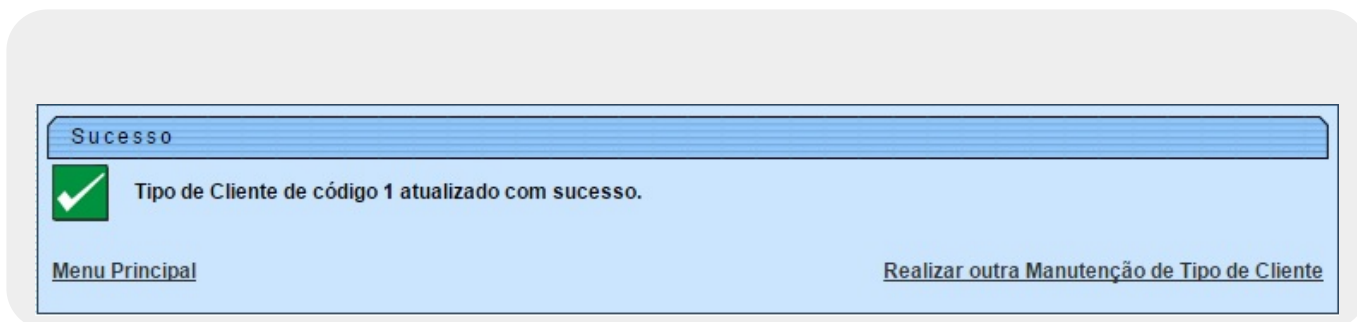 Sucesso
Tipo de Cliente de código 1 atualizado com sucesso.
Menu Principal
Realizar outra Manutenção de Tipo de Cliente